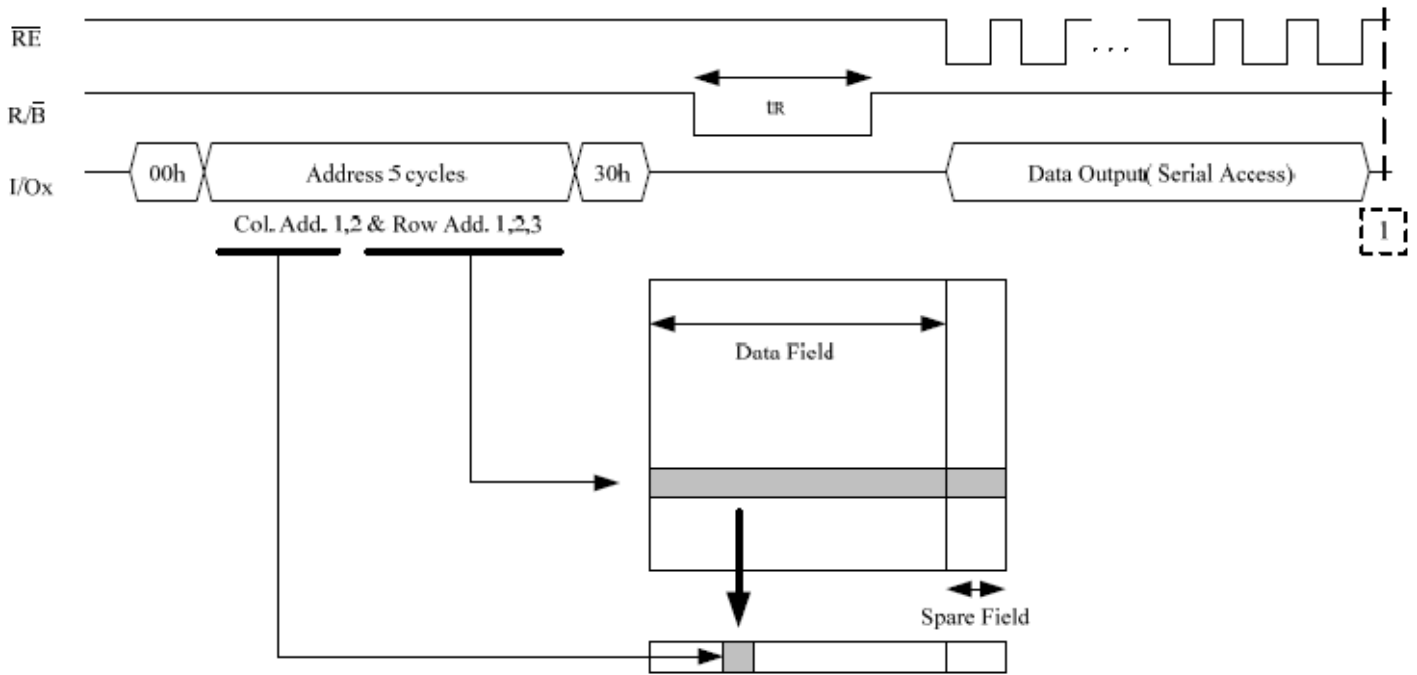 R̅E̅
R/B̅
tR
I/Ox
00h
Address 5 cycles
30h
Data Output( Serial Access)
Col. Add. 1,2 & Row Add. 1,2,3
1
. . .
Data Field
Spare Field